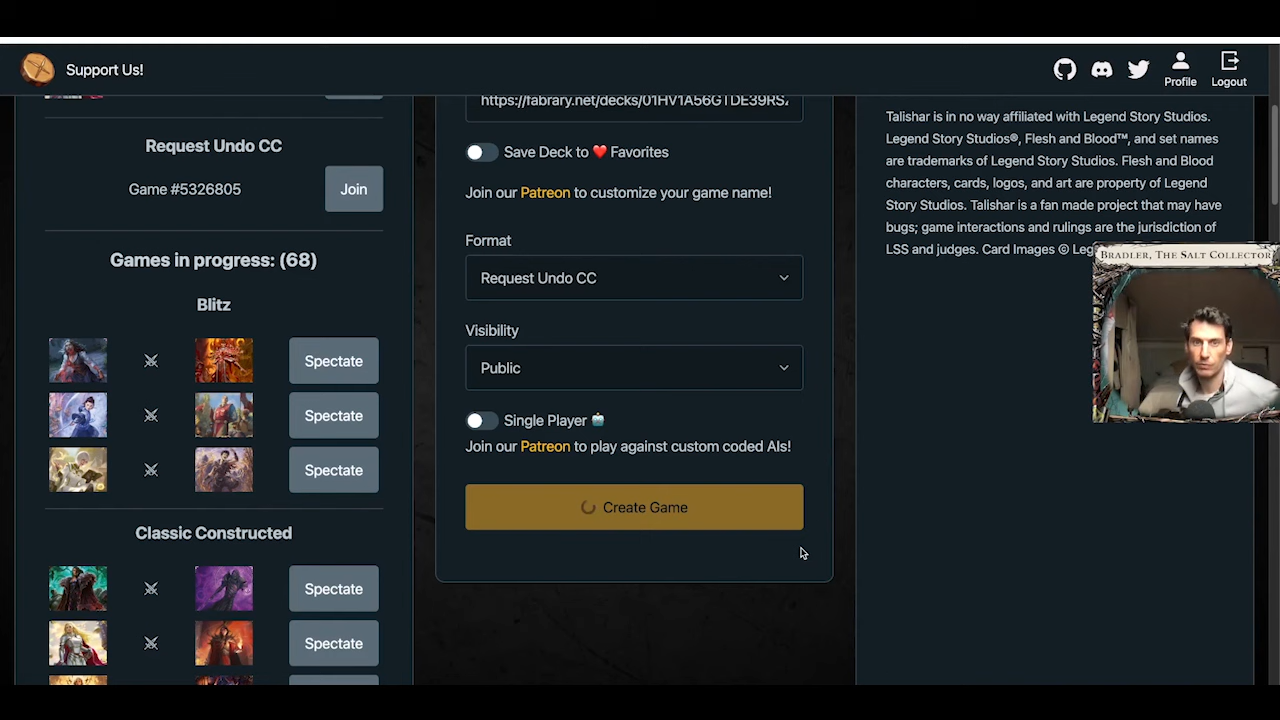 Support Us!
Profile
Logout
Request Undo CC
Game #5326805
Join
Games in progress: (68)
Blitz
Spectate
Spectate
Spectate
Classic Constructed
Spectate
Spectate
Save Deck to ❤️ Favorites
Join our Patreon to customize your game name!
Format
Request Undo CC
Visibility
Public
Single Player 🤖
Join our Patreon to play against custom coded AIs!
Create Game
Talishar is in no way affiliated with Legend Story Studios.
Legend Story Studios®, Flesh and Blood™, and set names
are trademarks of Legend Story Studios. Flesh and Blood
characters, cards, logos, and art are property of Legend
Story Studios. Talishar is a fan made project that may have
bugs; game interactions and rulings are the jurisdiction of
LSS and judges. Card Images ©
BRADLER, THE SALT COLLECTOR